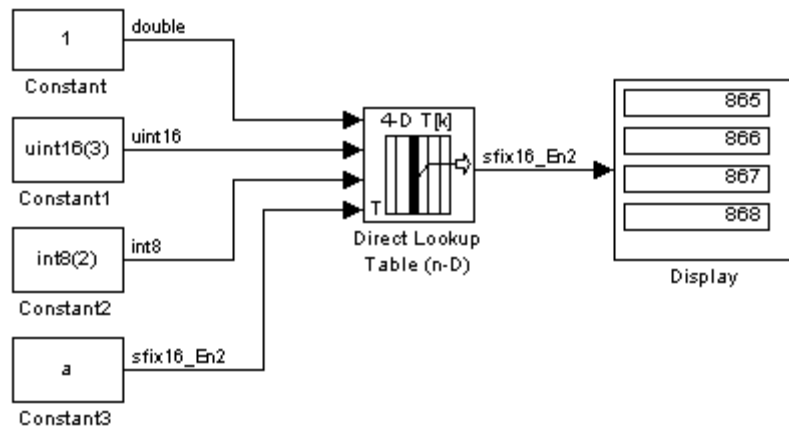 1
double
Constant
uint16(3)
uint16
Constant1
int8(2)
int8
Constant2
a
sfix16_En2
Constant3
4-D T[k]
T
Direct Lookup
Table (n-D)
sfix16_En2
865
866
867
868
Display